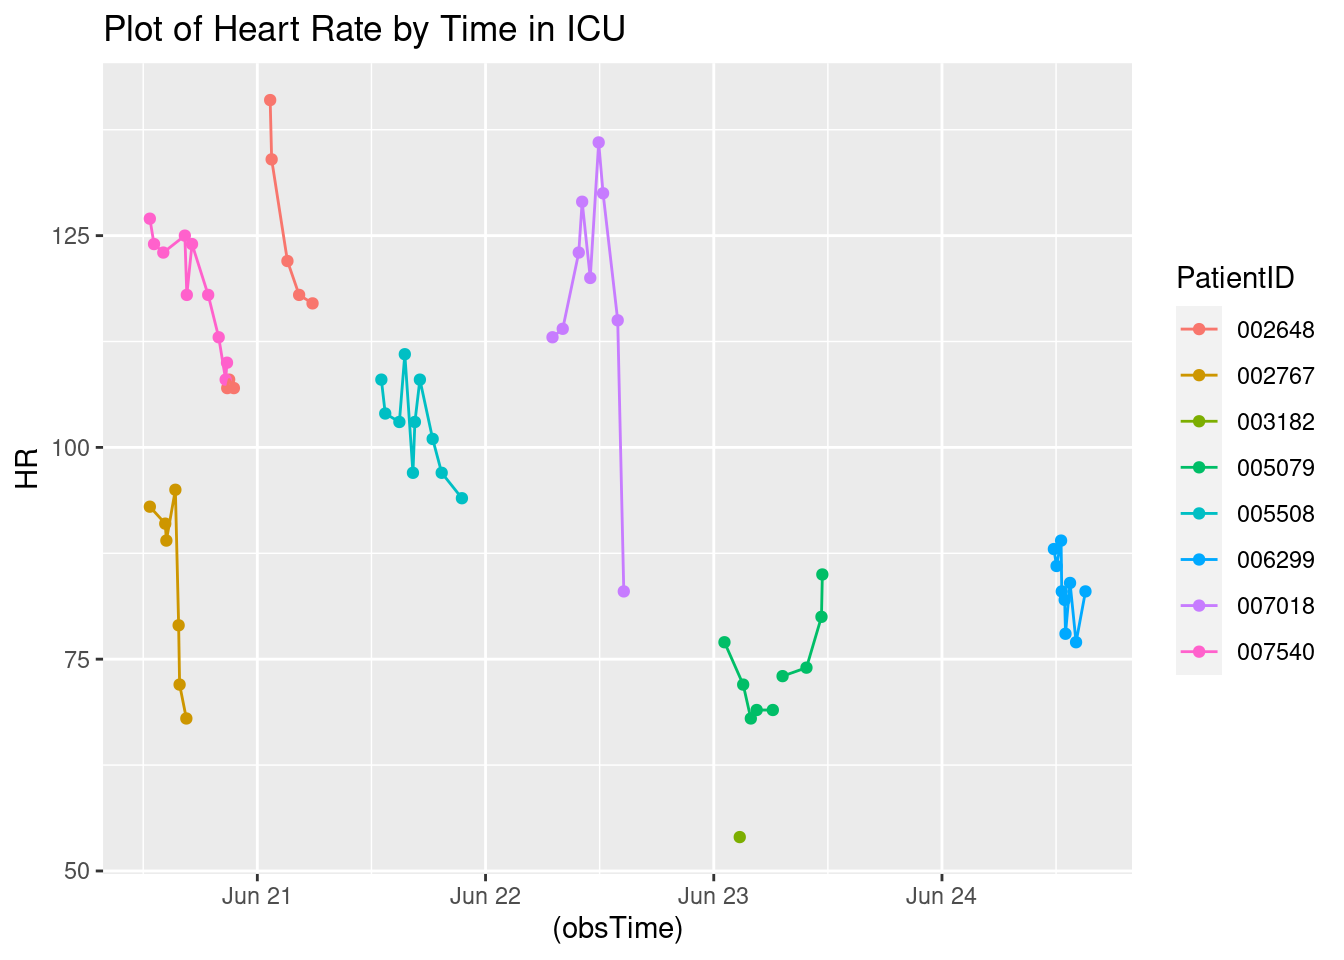 Plot of Heart Rate by Time in ICU
HR
125
100
75
50
Jun 21 Jun 22 Jun 23 Jun 24
(obsTime)
PatientID
002648
002767
003182
005079
005508
006299
007018
007540